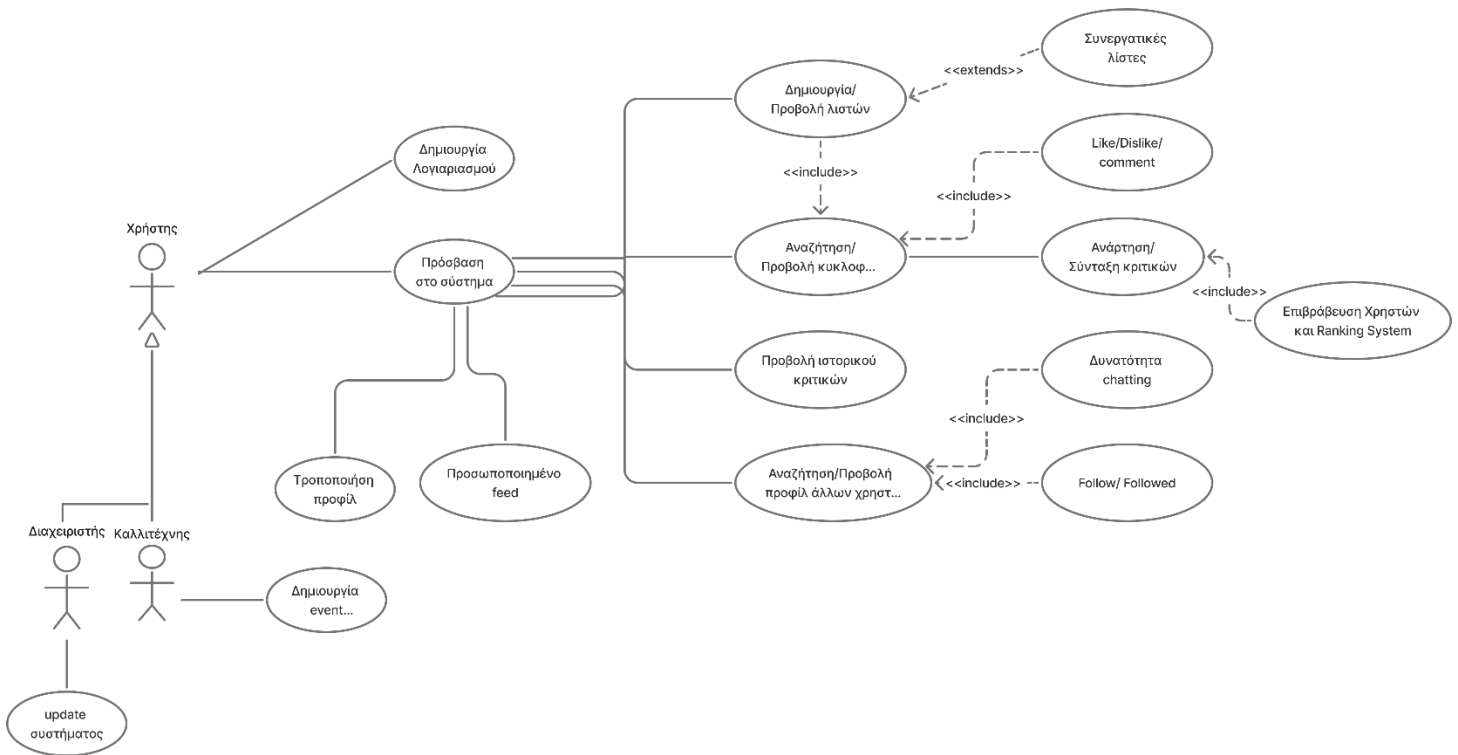 Συνεργατικές
λίστες
<<extends>>
Δημιουργία/
Προβολή λιστών
Δημιουργία
Λογιαριασμού
Like/Dislike/
comment
<<include>>
<<include>>
Χρήστης
Πρόσβαση
στο σύστημα
Αναζήτηση/
Προβολή κυκλοφ...
Ανάρτηση/
Σύνταξη κριτικών
<<include>>
Επιβράβευση Χρηστών
και Ranking System
Προβολή ιστορικού
κριτικών
Δυνατότητα
chatting
<<include>>
Τροποποίηση
προφίλ
Προσωποποιημένο
feed
Αναζήτηση/Προβολή
προφίλ άλλων χρηστ...
<<include>>
Follow/ Followed
Διαχειριστής
Καλλιτέχνης
Δημιουργία
event...
update
συστήματος